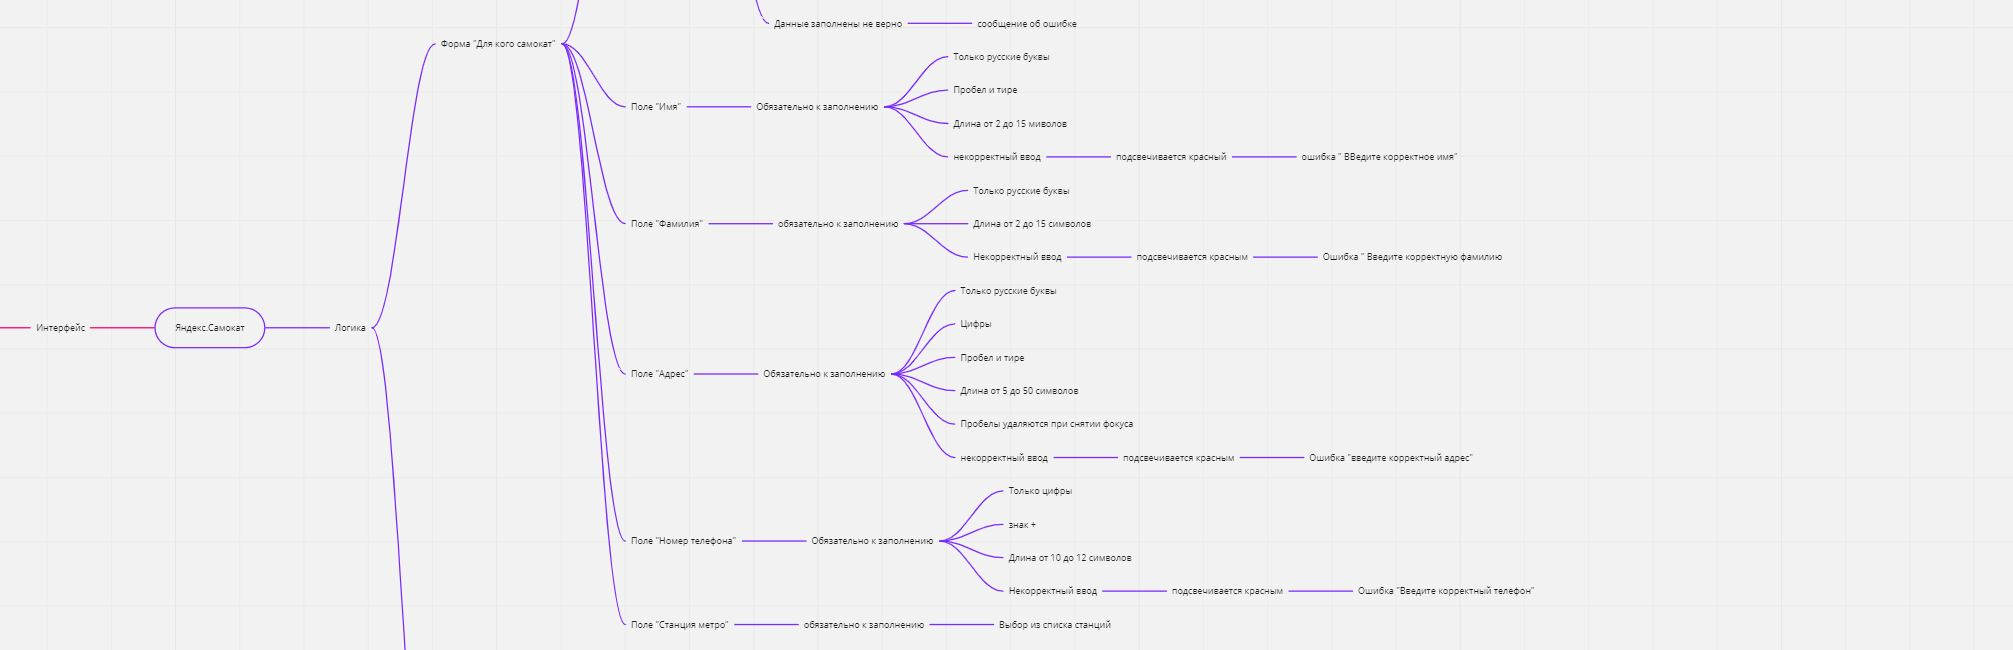 Данные заполнены не верно
сообщение об ошибке
Форма "Для кого самокат"
Только русские буквы
Пробел и тире
Поле "Имя"
Обязательно к заполнению
Длина от 2 до 15 миволов
некорректный ввод
подсвечивается красный
ошибка " ВВедите корректное имя"
Только русские буквы
Поле "Фамилия"
обязательно к заполнению
Длина от 2 до 15 символов
Некорректный ввод
подсвечивается красным
Ошибка " Введите корректную фамилию
Только русские буквы
Цифры
Интерфейс
Яндекс.Самокат
Логика
Пробел и тире
Поле "Адрес"
Обязательно к заполнению
Длина от 5 до 50 символов
Пробелы удаляются при снятии фокуса
некорректный ввод
подсвечивается красным
Ошибка "введите корректный адрес"
Только цифры
знак +
Поле "Номер телефона"
Обязательно к заполнению
Длина от 10 до 12 символов
Некорректный ввод
подсвечивается красным
Ошибка "Введите корректный телефон"
Поле "Станция метро"
обязательно к заполнению
Выбор из списка станций